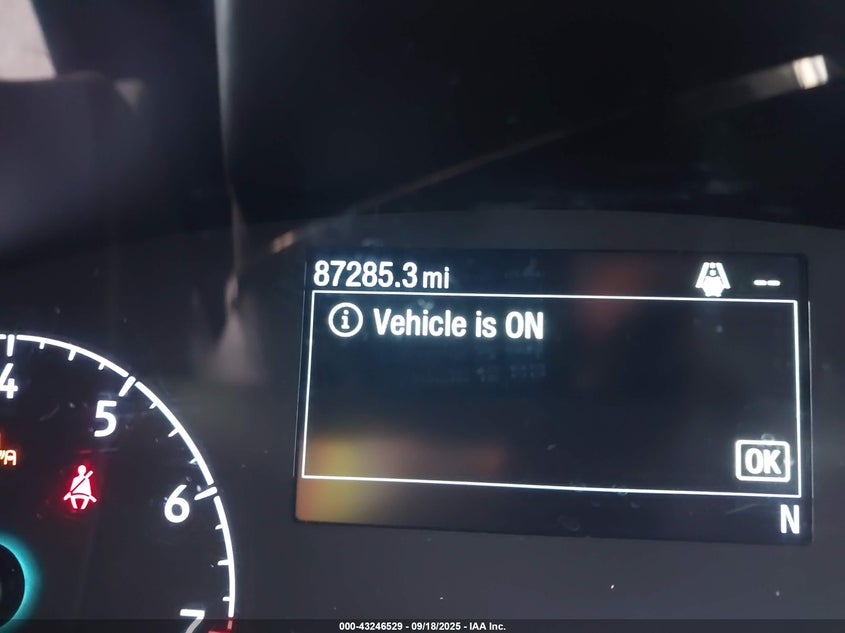 87285.3 mi --
i Vehicle is ON
OK
N
4
5
6
7
000-43246529 - 09/18/2025 - IAA Inc.